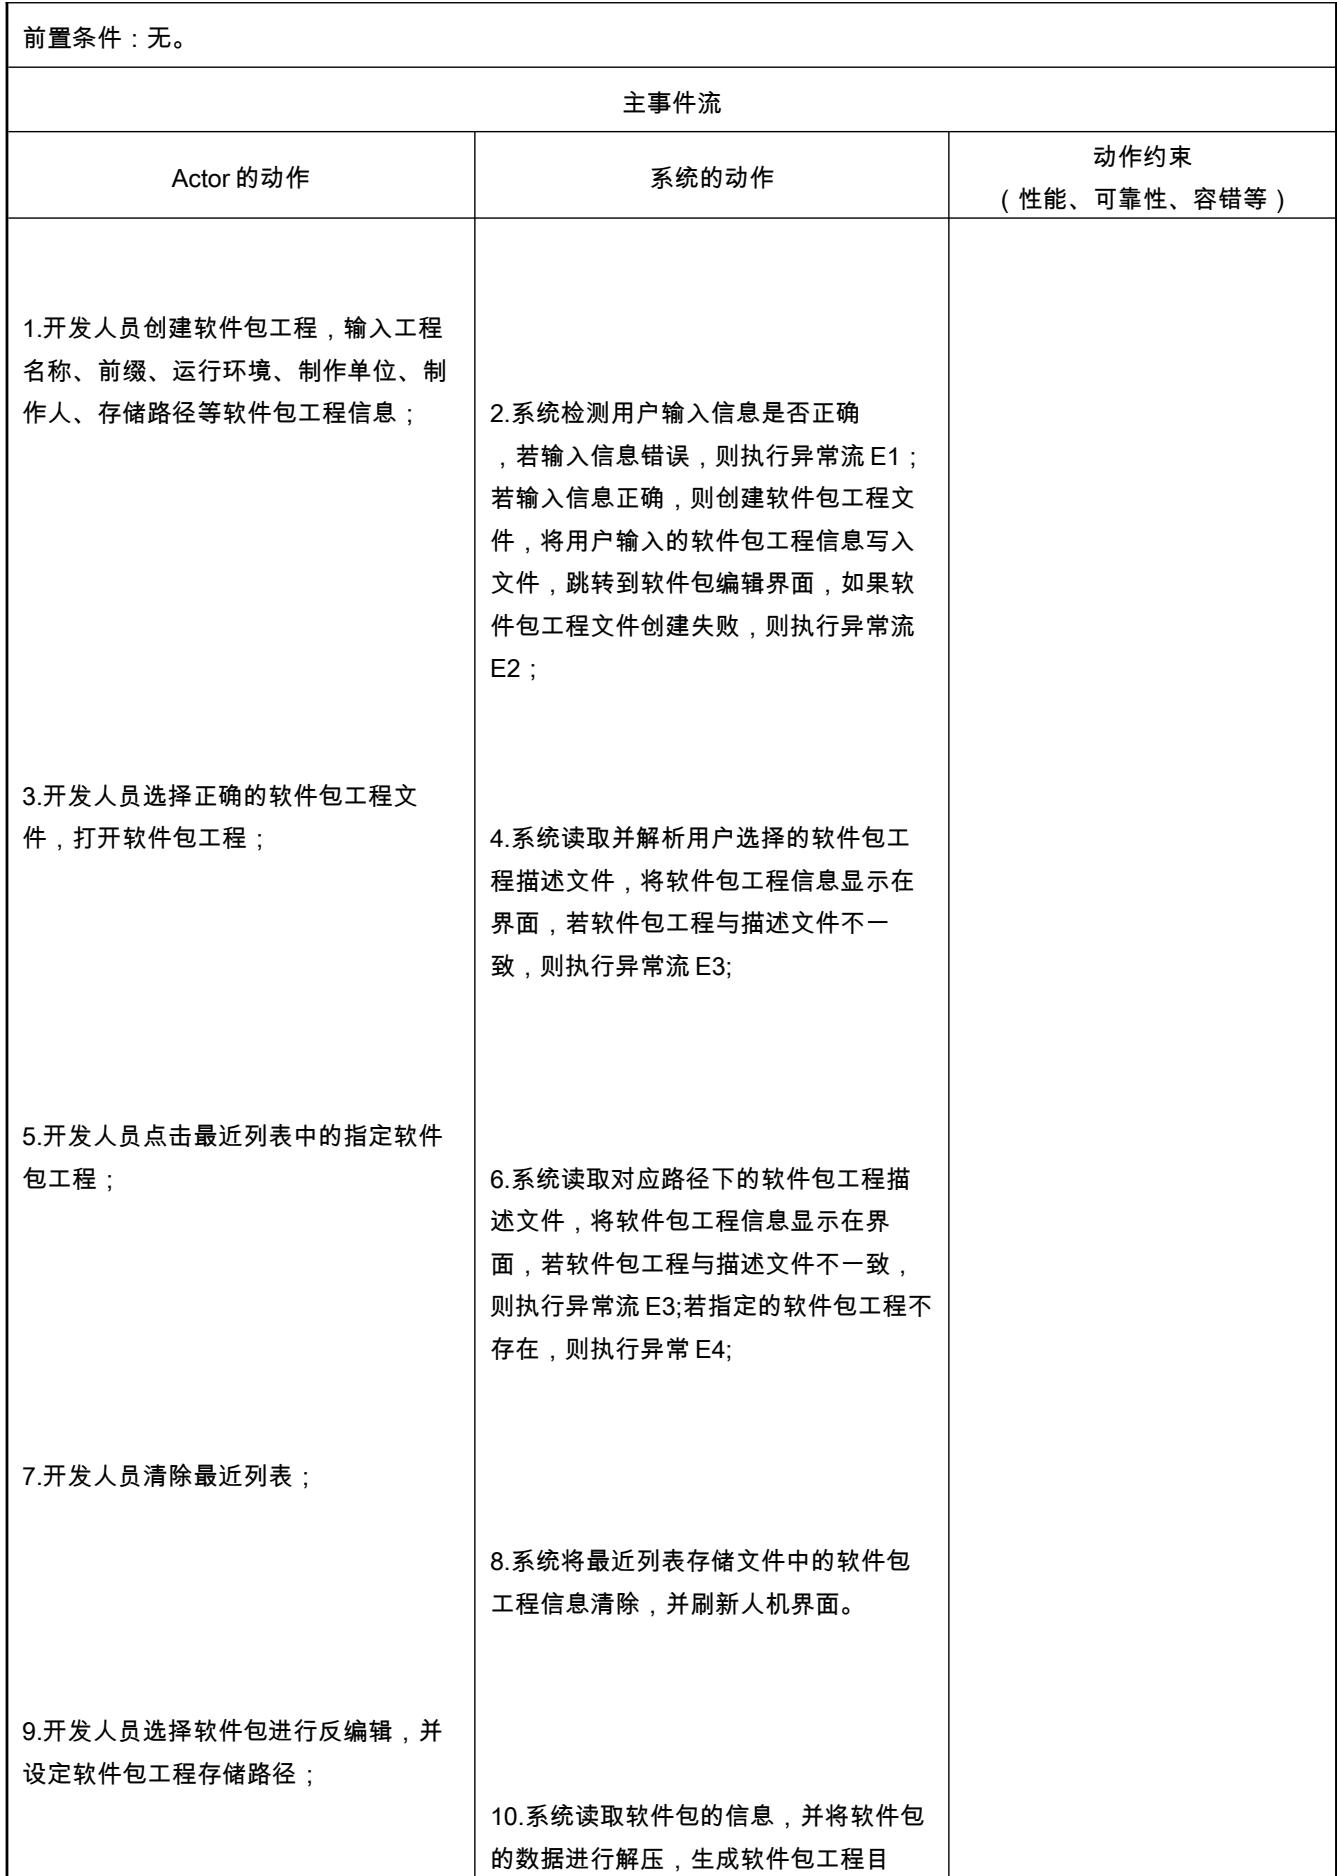 前置条件：无。
主事件流
Actor 的动作
系统的动作
动作约束
（性能、可靠性、容错等）
1.开发人员创建软件包工程，输入工程
名称、前缀、运行环境、制作单位、制
作人、存储路径等软件包工程信息；
2.系统检测用户输入信息是否正确
，若输入信息错误，则执行异常流 E1；
若输入信息正确，则创建软件包工程文
件，将用户输入的软件包工程信息写入
文件，跳转到软件包编辑界面，如果软
件包工程文件创建失败，则执行异常流
E2；
3.开发人员选择正确的软件包工程文
件，打开软件包工程；
4.系统读取并解析用户选择的软件包工
程描述文件，将软件包工程信息显示在
界面，若软件包工程与描述文件不一
致，则执行异常流 E3;
5.开发人员点击最近列表中的指定软件
包工程；
6.系统读取对应路径下的软件包工程描
述文件，将软件包工程信息显示在界
面，若软件包工程与描述文件不一致，
则执行异常流 E3;若指定的软件包工程不
存在，则执行异常 E4;
7.开发人员清除最近列表；
8.系统将最近列表存储文件中的软件包
工程信息清除，并刷新人机界面。
9.开发人员选择软件包进行反编辑，并
设定软件包工程存储路径；
10.系统读取软件包的信息，并将软件包
的数据进行解压，生成软件包工程目